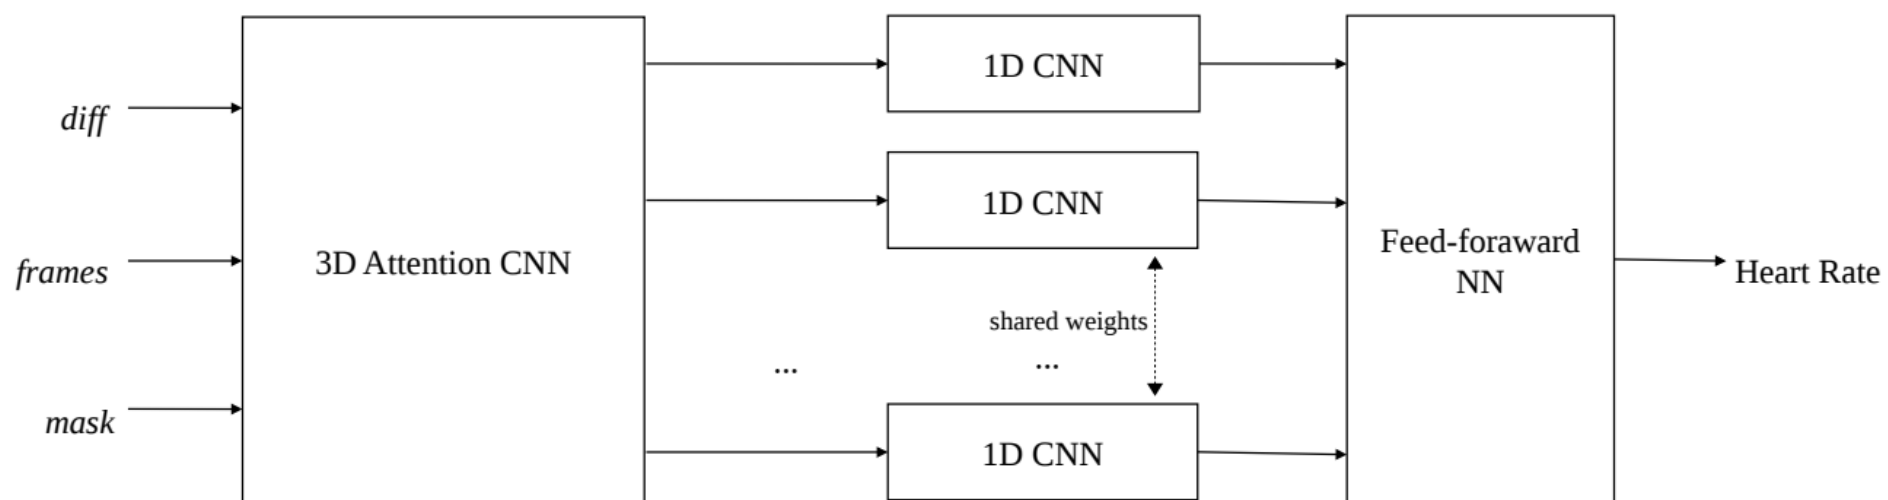 diff
frames
mask
3D Attention CNN
1D CNN
1D CNN
shared weights
...
...
1D CNN
Feed-foraward
NN
Heart Rate